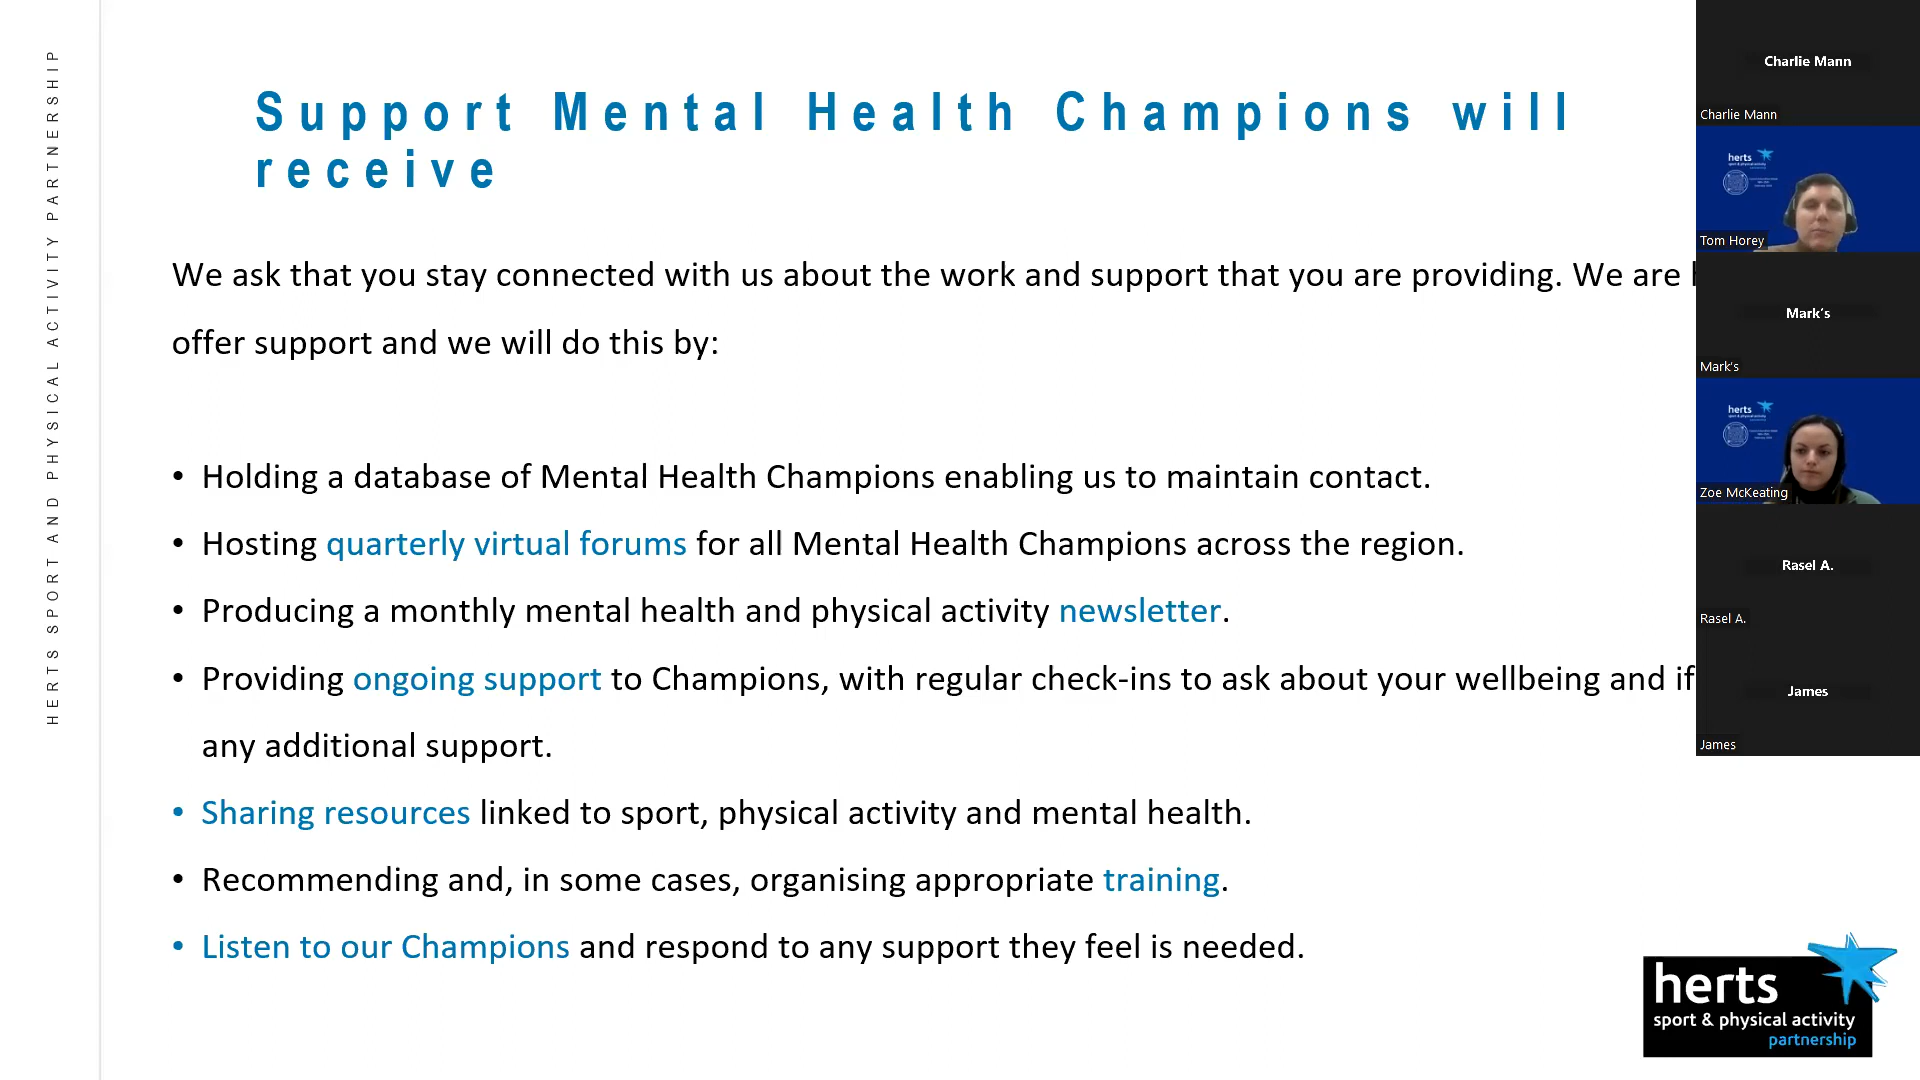 HERTS SPORT AND PHYSICAL ACTIVITY PARTNERSHIP
Support Mental Health Champions will
receive
We ask that you stay connected with us about the work and support that you are providing. We are
offer support and we will do this by:
• Holding a database of Mental Health Champions enabling us to maintain contact.
• Hosting quarterly virtual forums for all Mental Health Champions across the region.
• Producing a monthly mental health and physical activity newsletter.
• Providing ongoing support to Champions, with regular check-ins to ask about your wellbeing and if
any additional support.
• Sharing resources linked to sport, physical activity and mental health.
• Recommending and, in some cases, organising appropriate training.
• Listen to our Champions and respond to any support they feel is needed.
Charlie Mann
Charlie Mann
herts
Tom Horey
Mark's
Mark's
herts
Zoe McKeating
Rasel A.
Rasel A.
James
James
herts
sport & physical activity
partnership